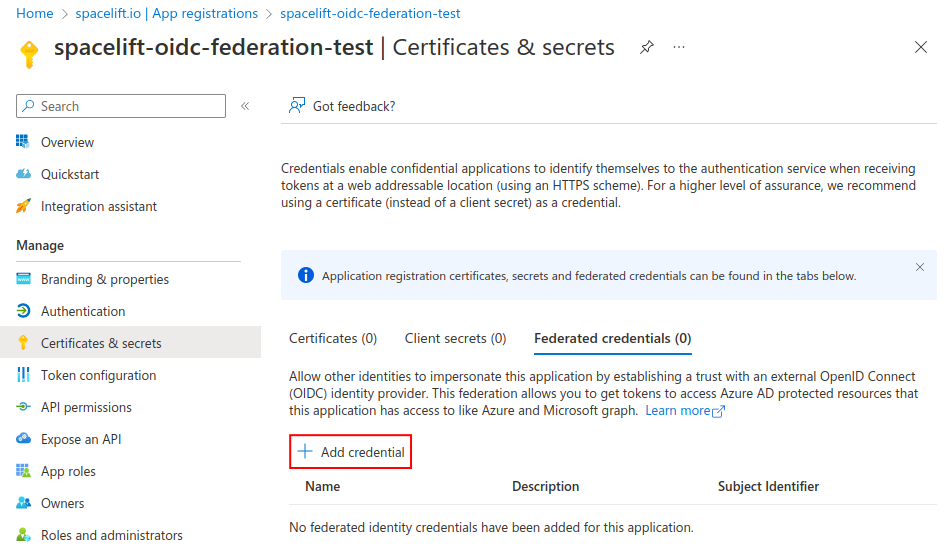 Home > spacelift.io | App registrations > spacelift-oidc-federation-test
spacelift-oidc-federation-test | Certificates & secrets
Search
Overview
Quickstart
Integration assistant
Manage
Branding & properties
Authentication
Certificates & secrets
Token configuration
API permissions
Expose an API
App roles
Owners
Roles and administrators
Got feedback?
Credentials enable confidential applications to identify themselves to the authentication service when receiving
tokens at a web addressable location (using an HTTPS scheme). For a higher level of assurance, we recommend
using a certificate (instead of a client secret) as a credential.
Application registration certificates, secrets and federated credentials can be found in the tabs below.
Certificates (0) Client secrets (0) Federated credentials (0)
Allow other identities to impersonate this application by establishing a trust with an external OpenID Connect
(OIDC) identity provider. This federation allows you to get tokens to access Azure AD protected resources that
this application has access to like Azure and Microsoft graph. Learn more
Add credential
Name Description Subject Identifier
No federated identity credentials have been added for this application.